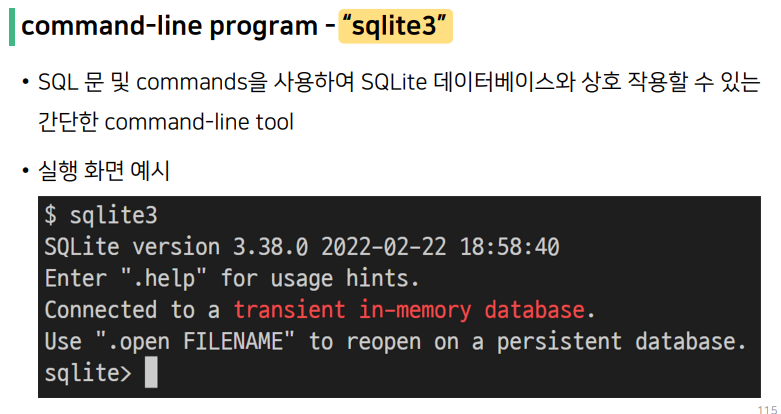 command-line program - “sqlite3”
• SQL 문 및 commands을 사용하여 SQLite 데이터베이스와 상호 작용할 수 있는
간단한 command-line tool
• 실행 화면 예시
$ sqlite3
SQLite version 3.38.0 2022-02-22 18:58:40
Enter ".help" for usage hints.
Connected to a transient in-memory database.
Use ".open FILENAME" to reopen on a persistent database.
sqlite>
115